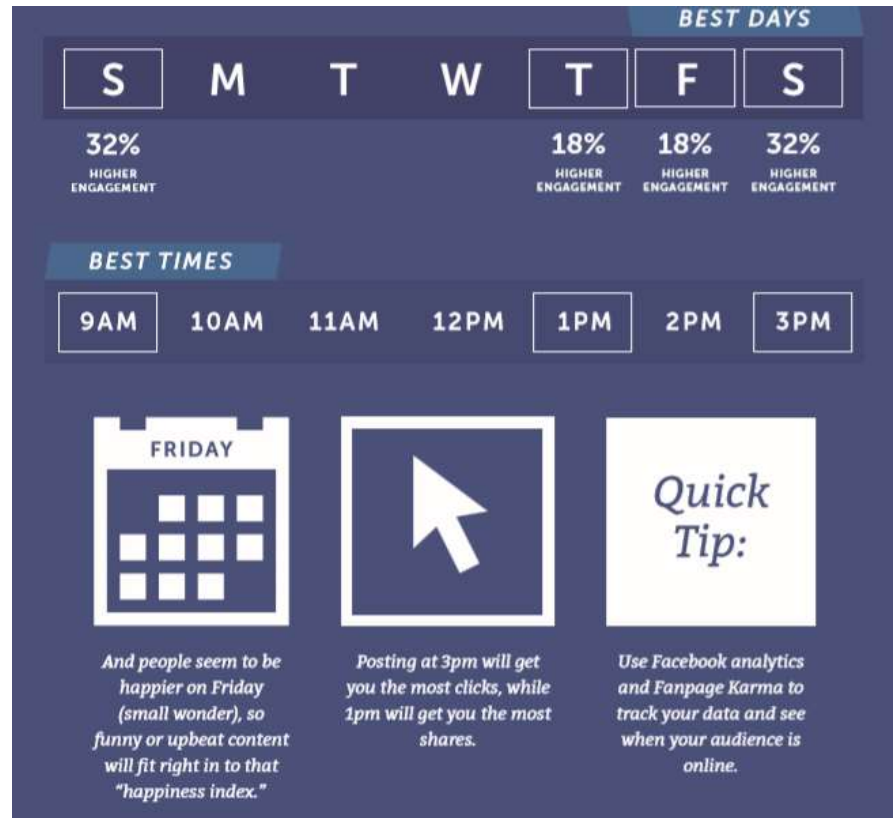 BEST DAYS
S M T W T F S
32% 18% 18% 32%
HIGHER HIGHER HIGHER HIGHER
ENGAGEMENT ENGAGEMENT ENGAGEMENT ENGAGEMENT
BEST TIMES
9AM 10AM 11AM 12PM 1PM 2PM 3PM
FRIDAY
And people seem to be
happier on Friday
(small wonder), so
funny or upbeat content
will fit right in to that
“happiness index.”
Posting at 3pm will get
you the most clicks, while
1pm will get you the most
shares.
Quick
Tip:
Use Facebook analytics
and Fanpage Karma to
track your data and see
when your audience is
online.